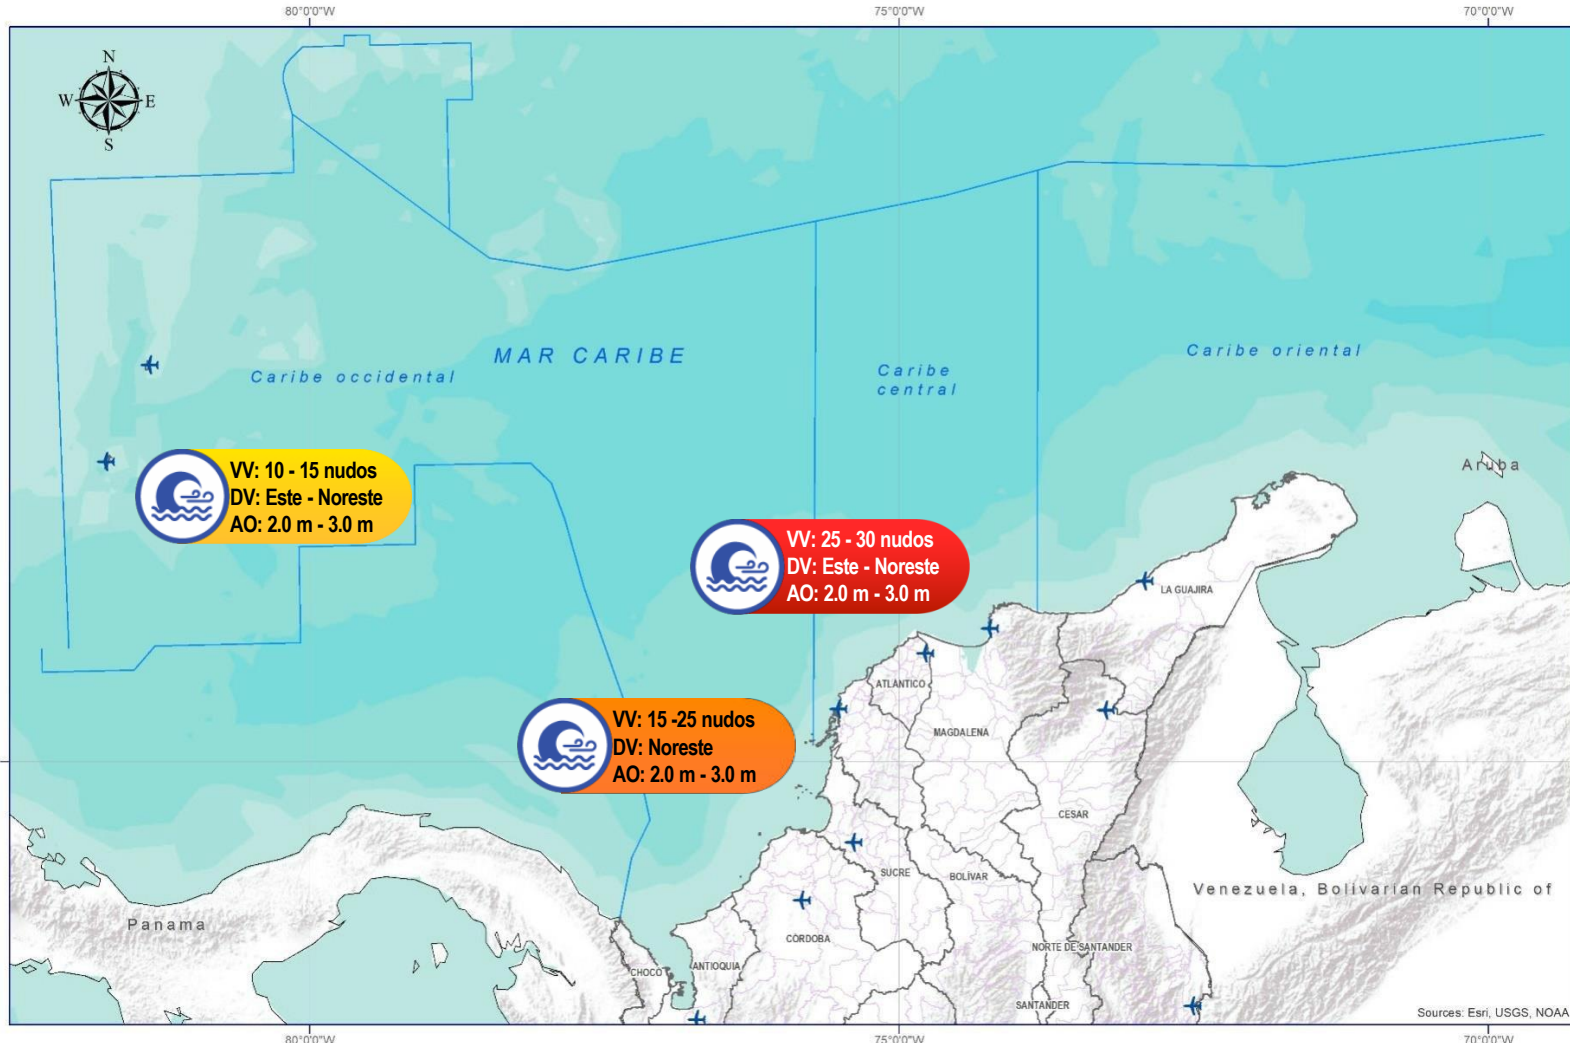 80°0'0"W
75°0'0"W
70°0'0"W
N
W
E
S
MAR CARIBE
Caribe oriental
Caribe occidental
Caribe
central
Aruba
VV: 10 - 15 nudos
DV: Este - Noreste
AO: 2.0 m - 3.0 m
VV: 25 - 30 nudos
DV: Este - Noreste
AO: 2.0 m - 3.0 m
LA GUAJIRA
ATLÁNTICO
VV: 15 -25 nudos
DV: Noreste
AO: 2.0 m - 3.0 m
MAGDALENA
CESAR
SUCRE
BOLÍVAR
Venezuela, Bolivarian Republic of
Panama
CÓRDOBA
NORTE DE SANTANDER
CHOCÓ
ANTIOQUIA
SANTANDER
Sources: Esri, USGS, NOAA
80°0'0"W
75°0'0"W
70°0'0"W